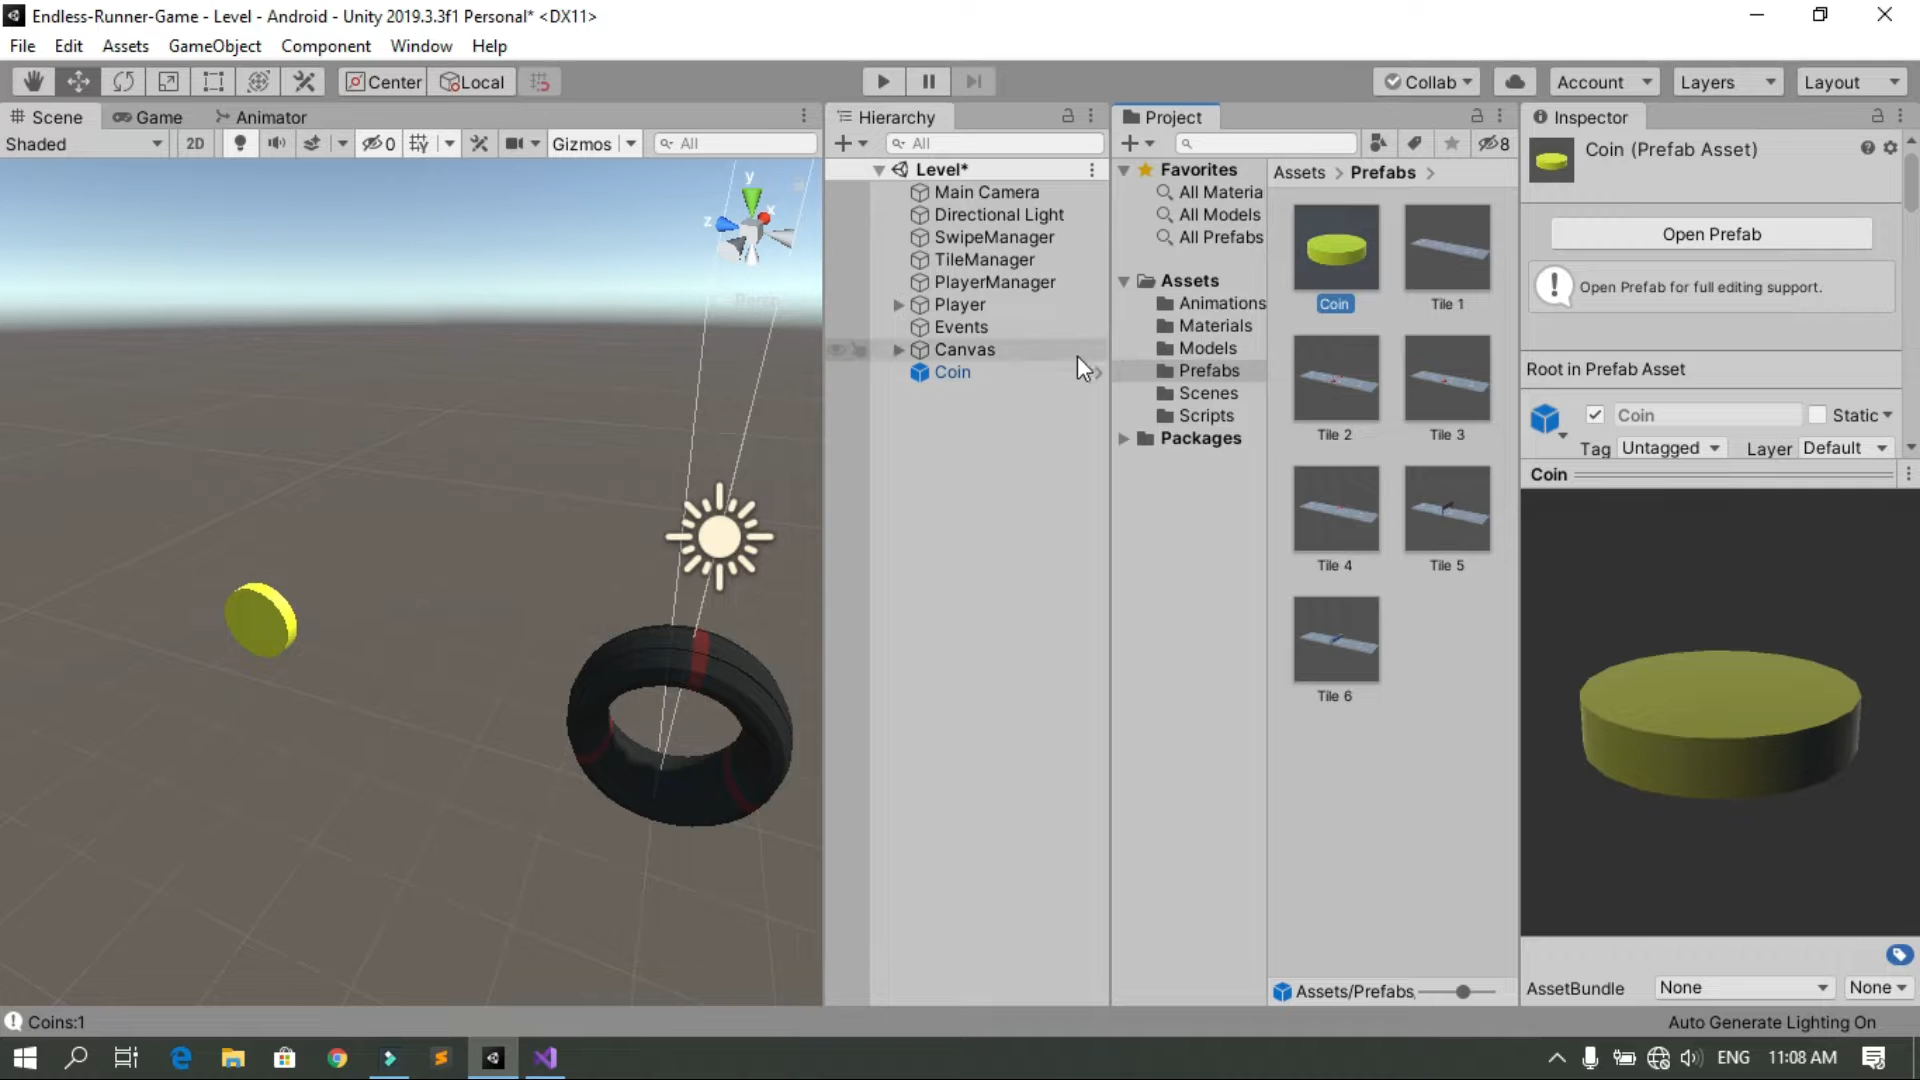 Endless-Runner-Game - Level - Android - Unity 2019.3.3f1 Personal* <DX11>
File Edit Assets GameObject Component Window Help
Center Local Collab Account Layers Layout
Scene Game Animator
Shaded 2D 0 Gizmos All
y
x
z
Hierarchy
All
Level*
Main Camera
Directional Light
SwipeManager
TileManager
PlayerManager
Player
Events
Canvas
Coin
Project
8
Favorites
All Materia
All Models
All Prefabs
Assets
Animations
Materials
Models
Prefabs
Scenes
Scripts
Packages
Assets > Prefabs >
Coin Tile 1
Tile 2 Tile 3
Tile 4 Tile 5
Tile 6
Assets/Prefabs,
Inspector
Coin (Prefab Asset)
Open Prefab
Open Prefab for full editing support.
Root in Prefab Asset
Coin Static
Tag Untagged Layer Default
Coin
AssetBundle None None
Coins:1
Auto Generate Lighting On
ENG 11:08 AM